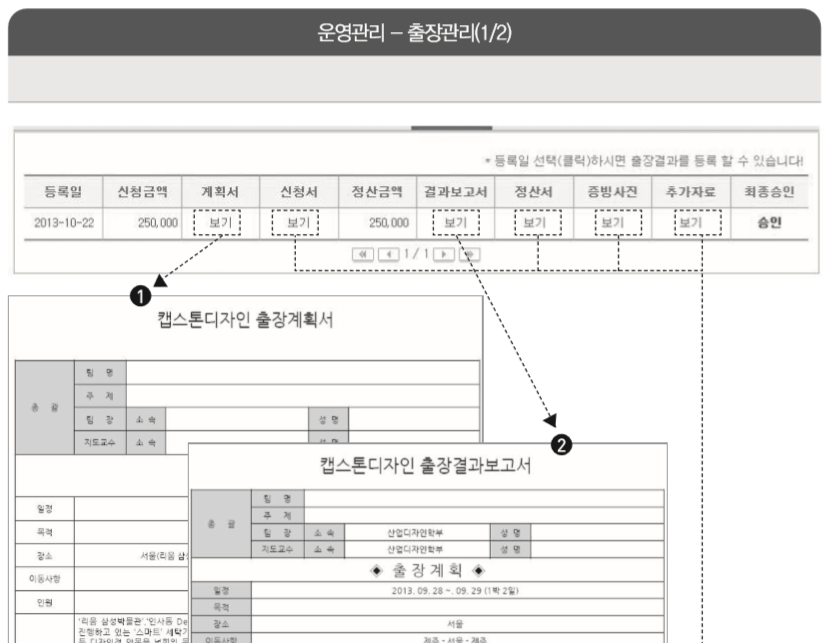 운영관리 – 출장관리(1/2)
* 등록일 선택(클릭)하시면 출장결과를 등록 할 수 있습니다!
등록일 신청금액 계획서 신청서 정산금액 결과보고서 정산서 증빙사진 추가자료 최종승인
2013-10-22 250,000 보기 보기 250,000 보기 보기 보기 보기 승인
1 / 1
1
캡스톤디자인 출장계획서
팀 명
주 제
총 괄
팀 장 소 속 성 명
지도교수 소 속 성 명
일정
목적
장소 서울(리움 삼성
이동사항
인원
'리움 삼성박물관','인사동 De
진행하고 있는 '스마트' 세탁기
2
캡스톤디자인 출장결과보고서
팀 명
주 제
총 괄
팀 장 소 속 산업디자인학부 성 명
지도교수 소 속 산업디자인학부 성 명
◈ 출 장 계 획 ◈
일정 2013. 09. 28 ~. 09. 29 (1박 2일)
목적
장소 서울
이동사항 제주 - 서울 - 제주